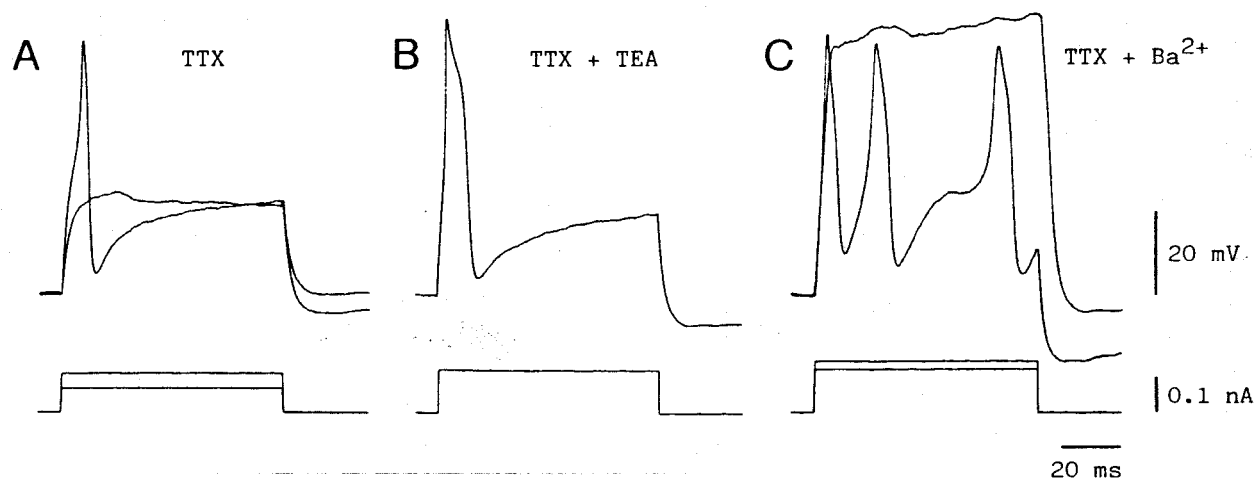 A TTX
B TTX + TEA
C TTX + Ba²⁺
20 mV
0.1 nA
20 ms